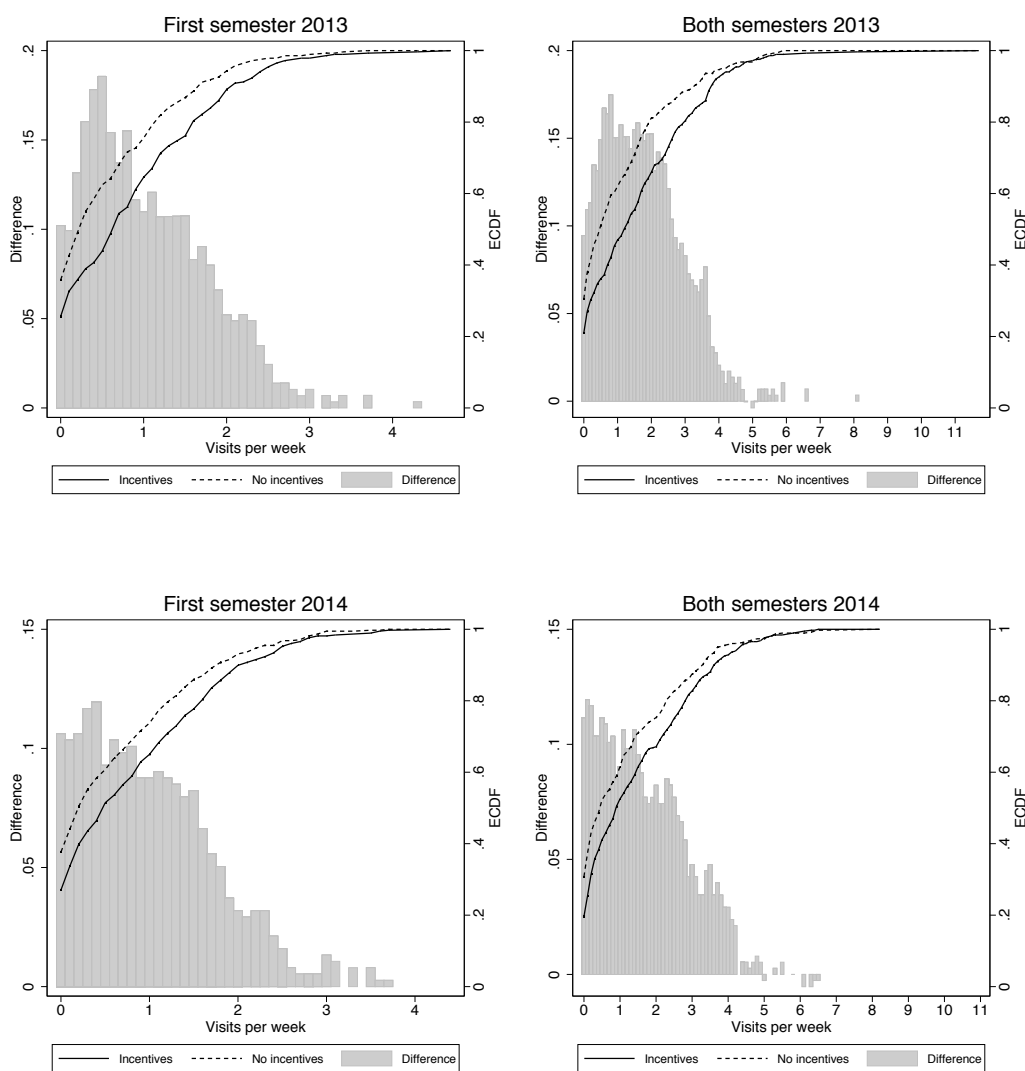 First semester 2013
.2
.15
.1
.05
0
Difference
1
.8
.6
.4
.2
0
ECDF
0 1 2 3 4
Visits per week
Incentives No incentives Difference
Both semesters 2013
.2
.15
.1
.05
0
Difference
1
.8
.6
.4
.2
0
ECDF
0 1 2 3 4 5 6 7 8 9 10 11
Visits per week
Incentives No incentives Difference
First semester 2014
.15
.1
.05
0
Difference
1
.8
.6
.4
.2
0
ECDF
0 1 2 3 4
Visits per week
Incentives No incentives Difference
Both semesters 2014
.15
.1
.05
0
Difference
1
.8
.6
.4
.2
0
ECDF
0 1 2 3 4 5 6 7 8 9 10 11
Visits per week
Incentives No incentives Difference